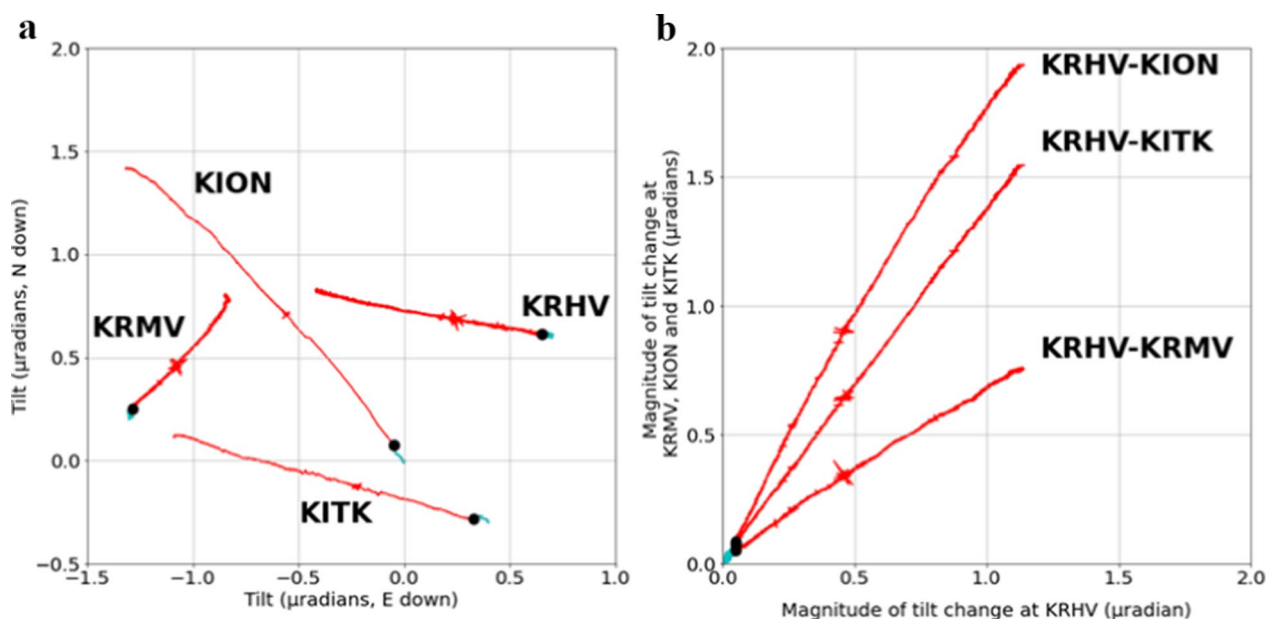 a
2.0
1.5
1.0
0.5
0.0
−0.5
Tilt (μradians, N down)
KION
KRHV
KRMV
KITK
−1.5
−1.0
−0.5
0.0
0.5
1.0
Tilt (μradians, E down)
b
2.0
1.5
1.0
0.5
0.0
Magnitude of tilt change at
KRMV, KION and KITK (μradians)
KRHV-KION
KRHV-KITK
KRHV-KRMV
0.0
0.5
1.0
1.5
2.0
Magnitude of tilt change at KRHV (μradian)